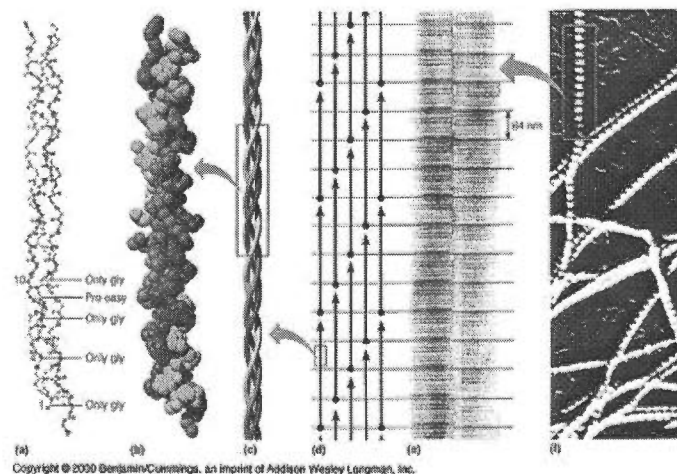 64 nm
10
Only gly
Pro easy
7
Only gly
Only gly
1
Only gly
(a)
(b)
(c)
(d)
(e)
(f)
Copyright © 2000 Benjamin/Cummings, an imprint of Addison Wesley Longman, Inc.